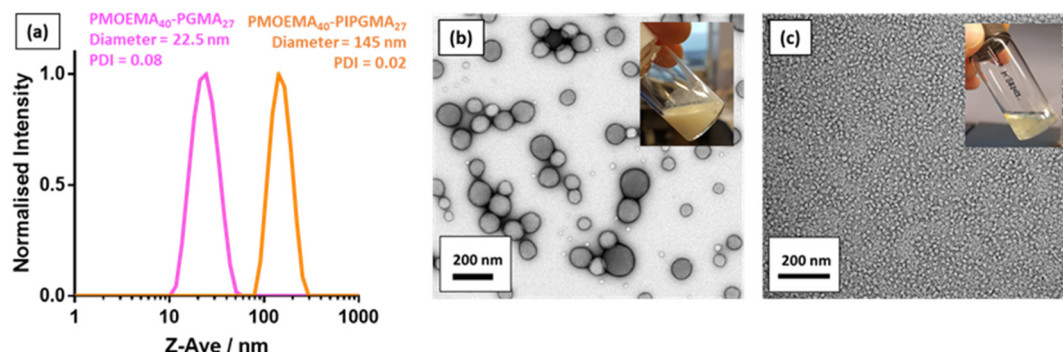 (a)
PMOEMA₄₀-PGMA₂₇
Diameter = 22.5 nm
PDI = 0.08
PMOEMA₄₀-PIPGMA₂₇
Diameter = 145 nm
PDI = 0.02
Normalised Intensity
1.0
0.5
0.0
1 10 100 1000
Z-Ave / nm
(b)
200 nm
(c)
200 nm